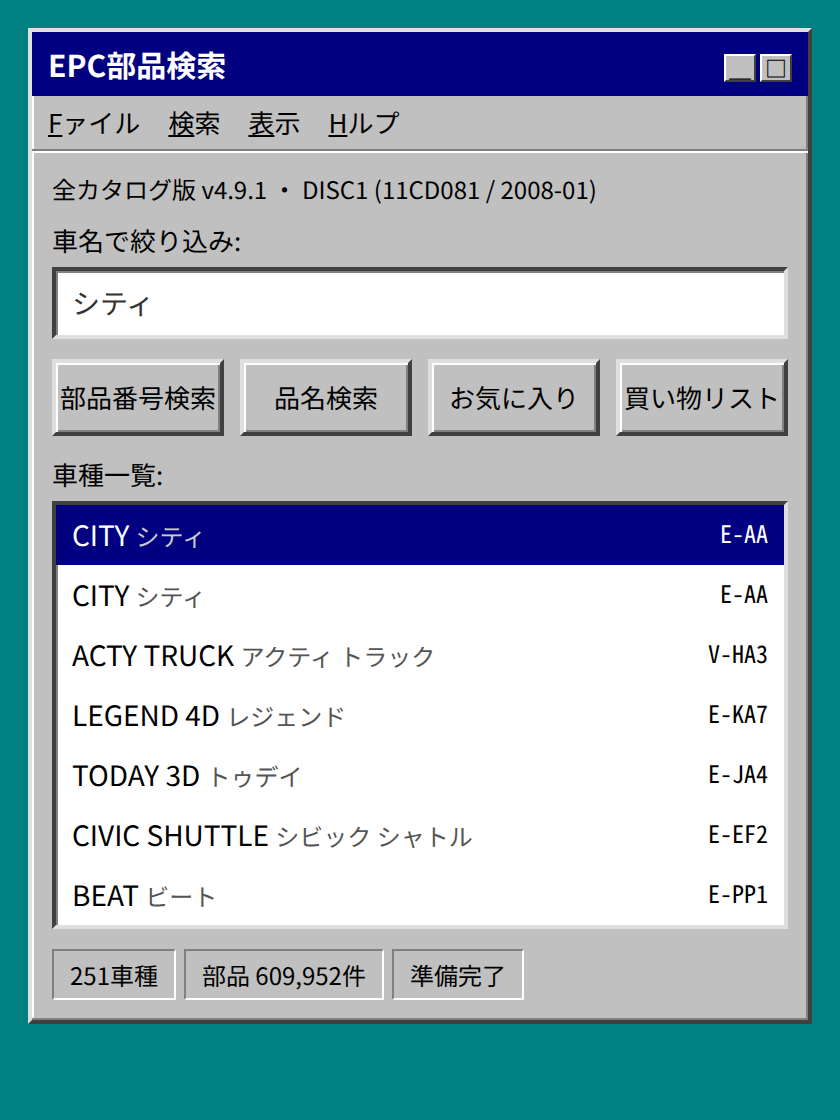 EPC部品検索
Fァイル 検索 表示 Hルプ
全カタログ版 v4.9.1 ・ DISC1 (11CD081 / 2008-01)
車名で絞り込み:
シティ
部品番号検索 品名検索 お気に入り 買い物リスト
車種一覧:
CITY シティ E-AA
CITY シティ E-AA
ACTY TRUCK アクティ トラック V-HA3
LEGEND 4D レジェンド E-KA7
TODAY 3D トゥデイ E-JA4
CIVIC SHUTTLE シビック シャトル E-EF2
BEAT ビート E-PP1
251車種 部品 609,952件 準備完了